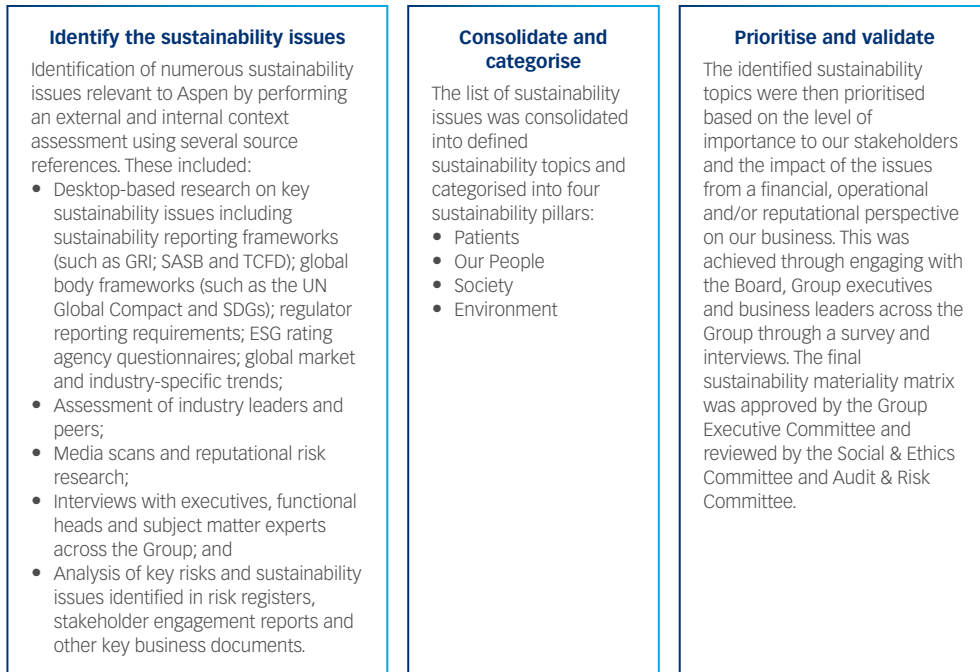 Identify the sustainability issues
Identification of numerous sustainability
issues relevant to Aspen by performing
an external and internal context
assessment using several source
references. These included:
• Desktop-based research on key
sustainability issues including
sustainability reporting frameworks
(such as GRI; SASB and TCFD); global
body frameworks (such as the UN
Global Compact and SDGs); regulator
reporting requirements; ESG rating
agency questionnaires; global market
and industry-specific trends;
• Assessment of industry leaders and
peers;
• Media scans and reputational risk
research;
• Interviews with executives, functional
heads and subject matter experts
across the Group; and
• Analysis of key risks and sustainability
issues identified in risk registers,
stakeholder engagement reports and
other key business documents.
Consolidate and
categorise
The list of sustainability
issues was consolidated
into defined
sustainability topics and
categorised into four
sustainability pillars:
• Patients
• Our People
• Society
• Environment
Prioritise and validate
The identified sustainability
topics were then prioritised
based on the level of
importance to our stakeholders
and the impact of the issues
from a financial, operational
and/or reputational perspective
on our business. This was
achieved through engaging with
the Board, Group executives
and business leaders across the
Group through a survey and
interviews. The final
sustainability materiality matrix
was approved by the Group
Executive Committee and
reviewed by the Social & Ethics
Committee and Audit & Risk
Committee.